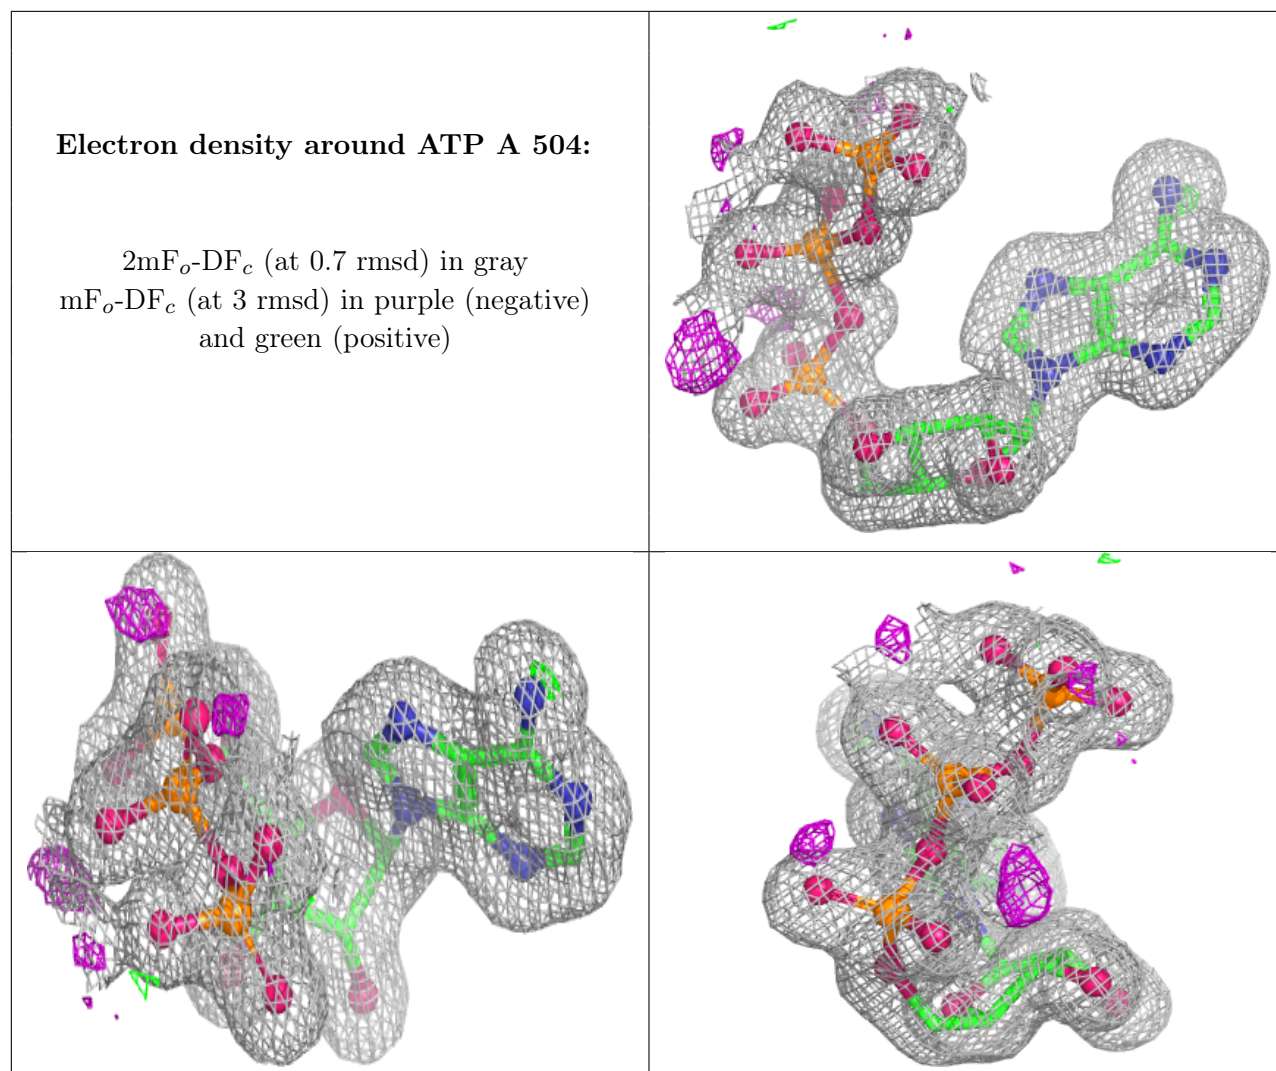 Electron density around ATP A 504:
2mFo-DFc (at 0.7 rmsd) in gray
mFo-DFc (at 3 rmsd) in purple (negative)
and green (positive)